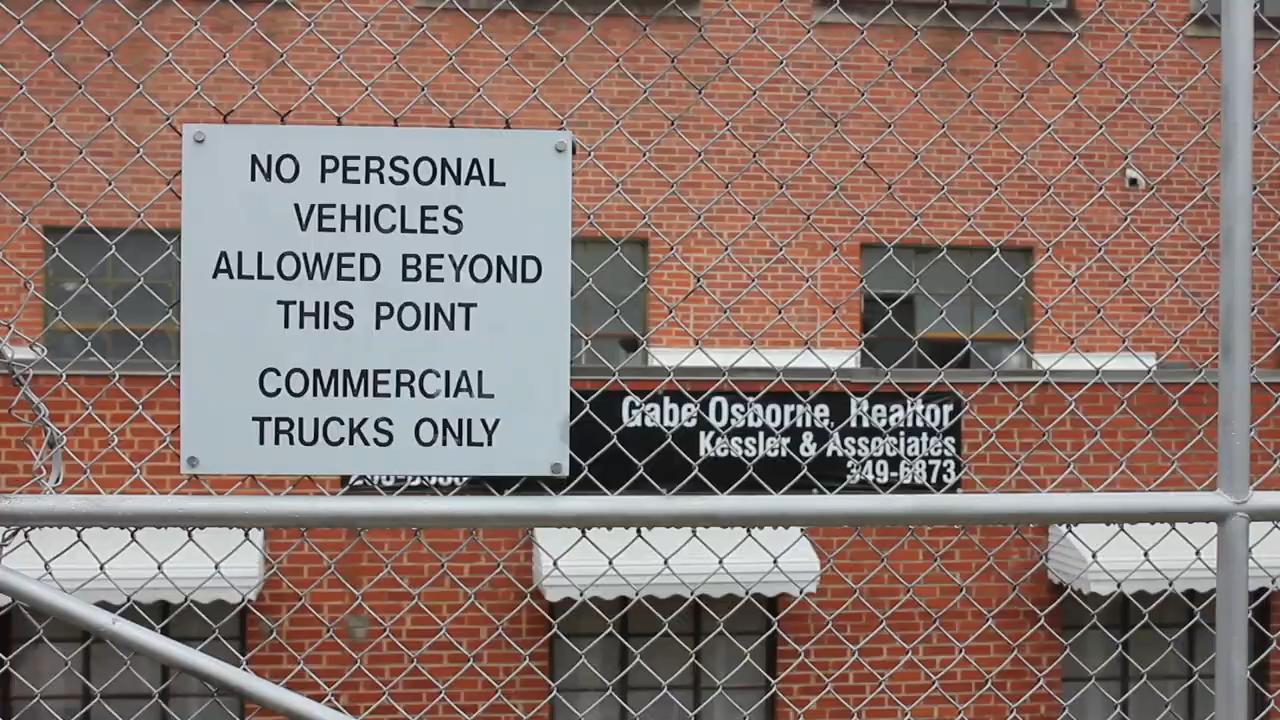 NO PERSONAL
VEHICLES
ALLOWED BEYOND
THIS POINT
COMMERCIAL
TRUCKS ONLY
Gabe Osborne, Realtor
Kessler & Associates
349-6873